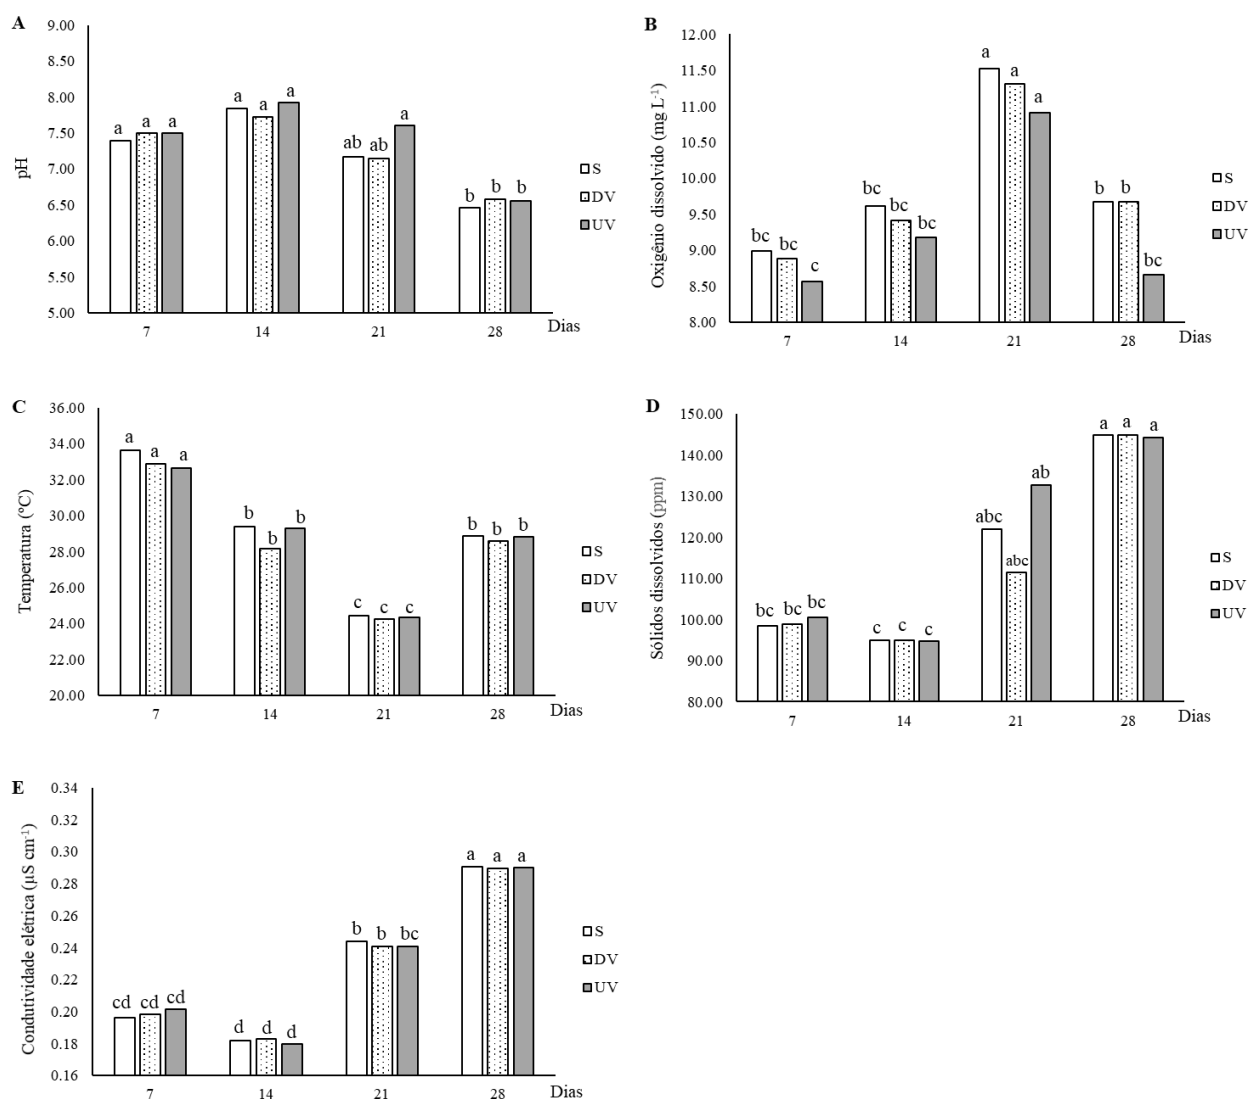 A
9.00
8.50
8.00
7.50
7.00
6.50
6.00
5.50
5.00
pH
a a a
a a a
ab ab a
b b b
7 14 21 28 Dias
S
DV
UV
B
12.00
11.50
11.00
10.50
10.00
9.50
9.00
8.50
8.00
Oxigênio dissolvido (mg L-1)
bc bc c
bc bc bc
a a a
b b bc
7 14 21 28 Dias
S
DV
UV
C
36.00
34.00
32.00
30.00
28.00
26.00
24.00
22.00
20.00
Temperatura (°C)
a a a
b b b
c c c
b b b
7 14 21 28 Dias
S
DV
UV
D
150.00
140.00
130.00
120.00
110.00
100.00
90.00
80.00
Sólidos dissolvidos (ppm)
bc bc bc
c c c
abc abc ab
a a a
7 14 21 28 Dias
S
DV
UV
E
0.34
0.32
0.30
0.28
0.26
0.24
0.22
0.20
0.18
0.16
Condutividade elétrica (µS cm-1)
cd cd cd
d d d
b b bc
a a a
7 14 21 28 Dias
S
DV
UV